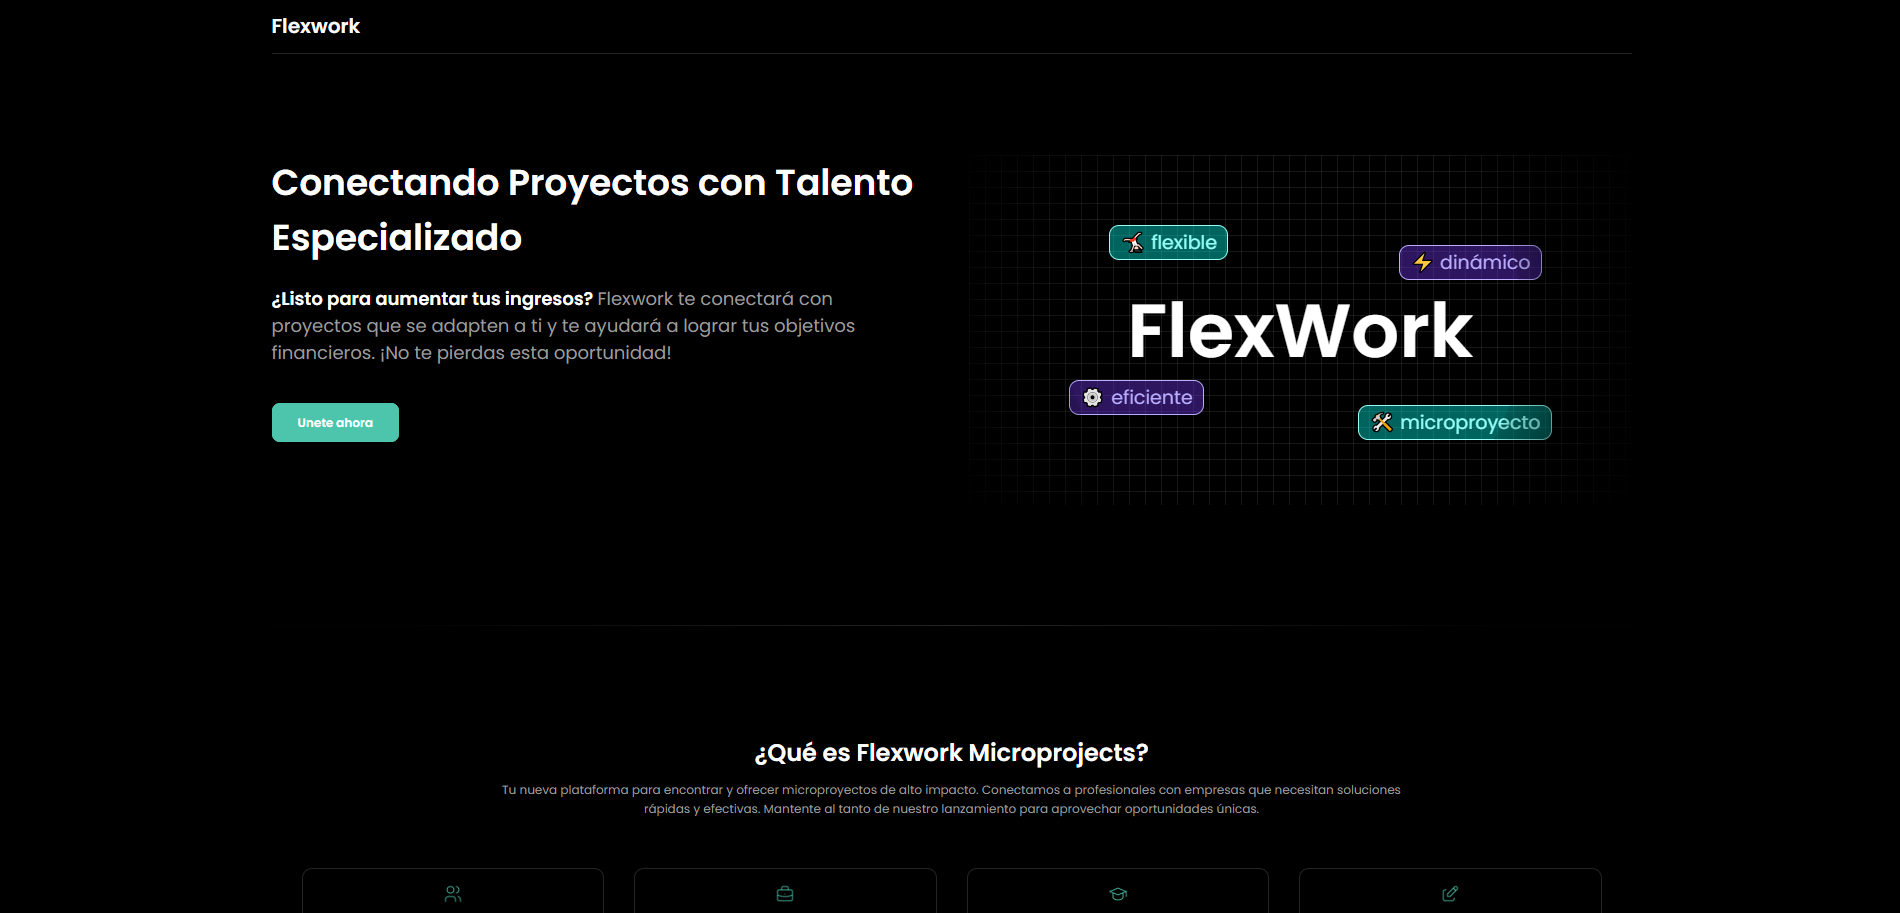 Flexwork
Conectando Proyectos con Talento
Especializado
¿Listo para aumentar tus ingresos? Flexwork te conectará con
proyectos que se adapten a ti y te ayudará a lograr tus objetivos
financieros. ¡No te pierdas esta oportunidad!
Unete ahora
flexible
dinámico
FlexWork
eficiente
microproyecto
¿Qué es Flexwork Microprojects?
Tu nueva plataforma para encontrar y ofrecer microproyectos de alto impacto. Conectamos a profesionales con empresas que necesitan soluciones
rápidas y efectivas. Mantente al tanto de nuestro lanzamiento para aprovechar oportunidades únicas.